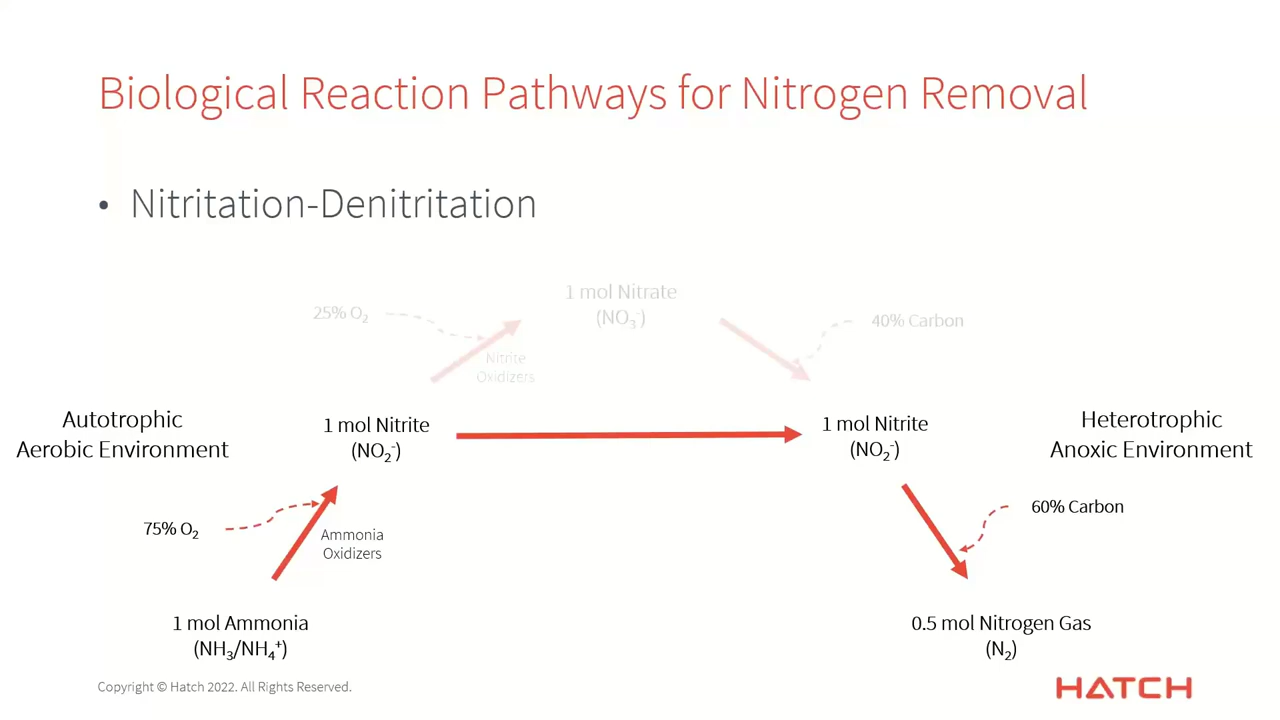 Biological Reaction Pathways for Nitrogen Removal
• Nitritation-Denitritation
1 mol Nitrate
(NO₃⁻)
25% O₂
40% Carbon
Nitrite
Oxidizers
Autotrophic
Aerobic Environment
1 mol Nitrite
(NO₂⁻)
1 mol Nitrite
(NO₂⁻)
Heterotrophic
Anoxic Environment
75% O₂
Ammonia
Oxidizers
60% Carbon
1 mol Ammonia
(NH₃/NH₄⁺)
0.5 mol Nitrogen Gas
(N₂)
Copyright © Hatch 2022. All Rights Reserved.
HATCH